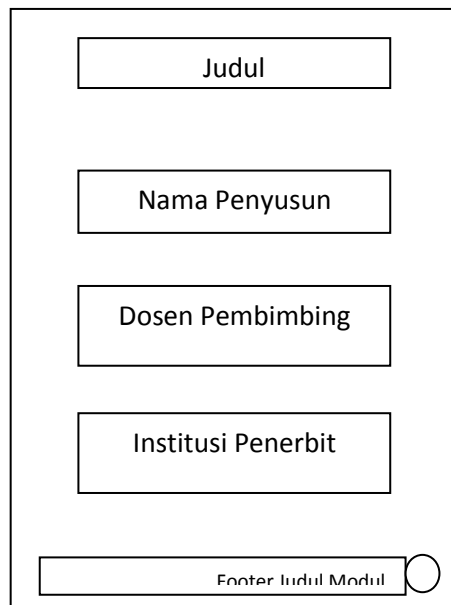 Judul
Nama Penyusun
Dosen Pembimbing
Institusi Penerbit
Footer Judul Modul